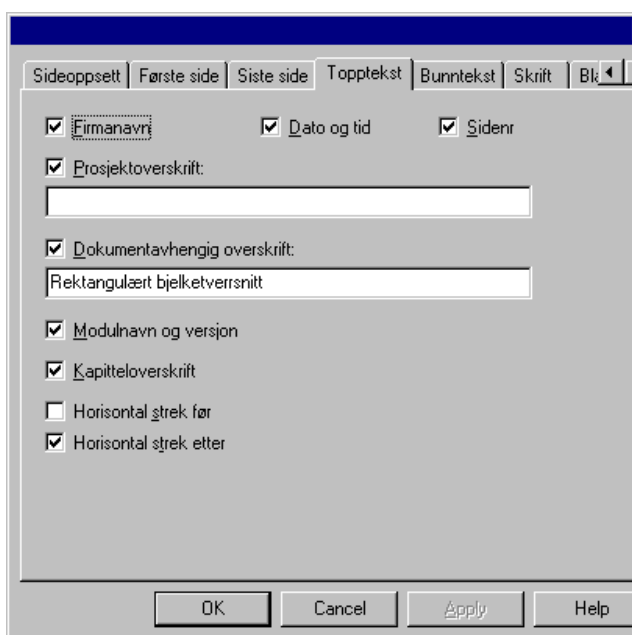 Sideoppsett Første side Siste side Topptekst Bunntekst Skrift
Firmanavn Dato og tid Sidenr
Prosjektoverskrift:
Dokumentavhengig overskrift:
Rektangulært bjelketverrsnitt
Modulnavn og versjon
Kapitteloverskrift
Horisontal strek før
Horisontal strek etter
OK Cancel Apply Help